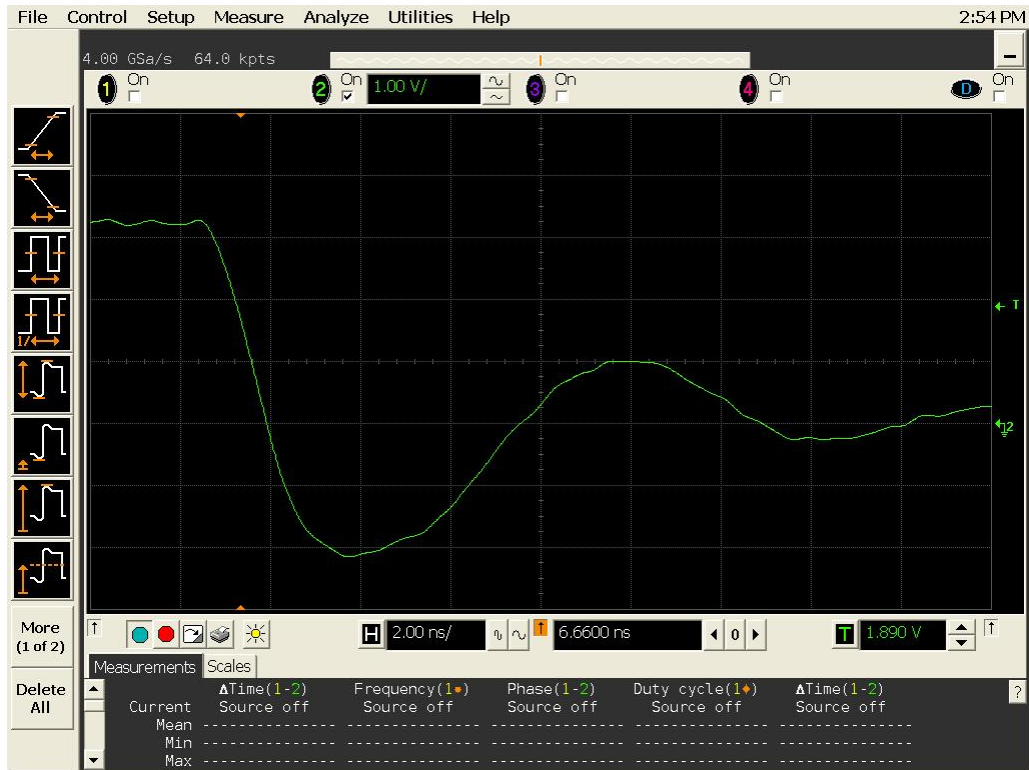 File Control Setup Measure Analyze Utilities Help 2:54 PM
4.00 GSa/s 64.0 kpts
1 On 2 On 1.00 V/ 3 On 4 On D On
T
2
1/
H 2.00 ns/ 6.6600 ns 0 T 1.890 V
More
(1 of 2)
Delete
All
Measurements Scales
ΔTime(1-2) Frequency(1) Phase(1-2) Duty cycle(1) ΔTime(1-2) ?
Current Source off Source off Source off Source off Source off
Mean
Min
Max